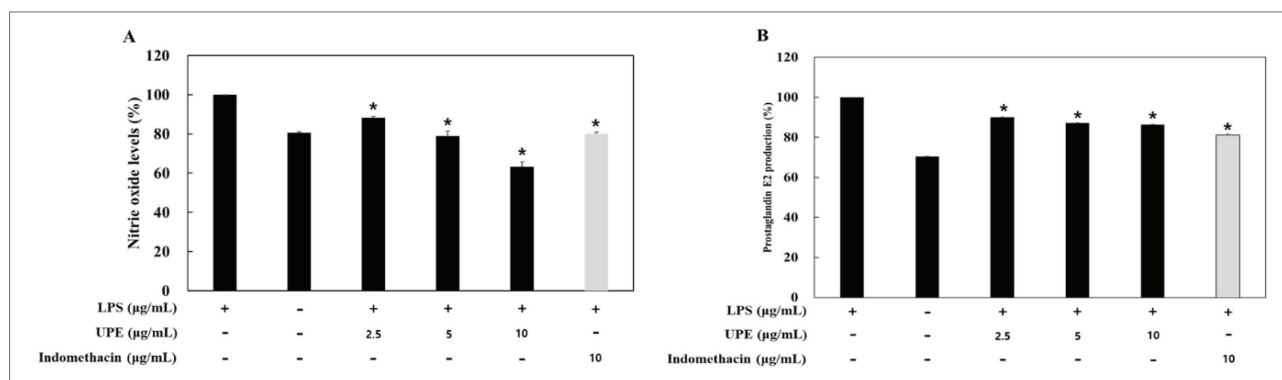 A
120
100
80
60
40
20
0
Nitric oxide levels (%)
* * * *
LPS (µg/mL) + - + + + +
UPE (µg/mL) - - 2.5 5 10 -
Indomethacin (µg/mL) - - - - - 10
B
120
100
80
60
40
20
0
Prostaglandin E2 production (%)
* * * *
LPS (µg/mL) + - + + + +
UPE (µg/mL) - - 2.5 5 10 -
Indomethacin (µg/mL) - - - - - 10